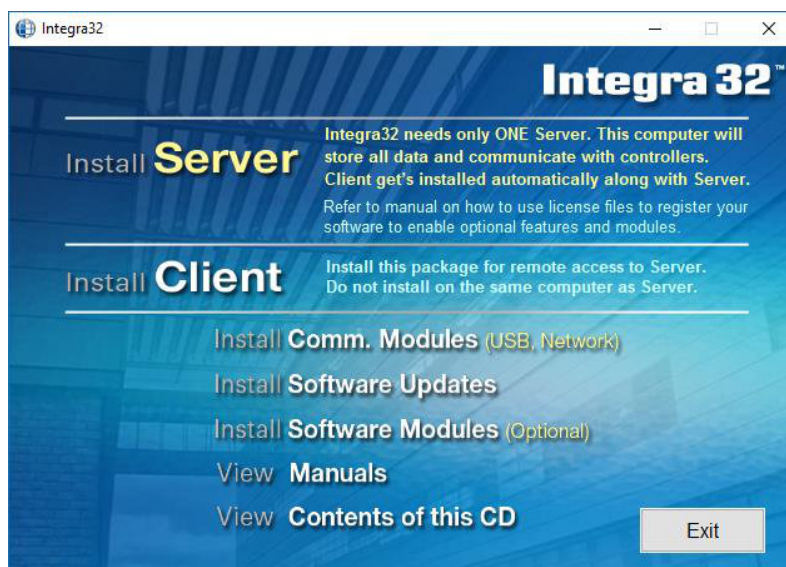 Integra32
Integra 32™
Install Server
Integra32 needs only ONE Server. This computer will
store all data and communicate with controllers.
Client get's installed automatically along with Server.
Refer to manual on how to use license files to register your
software to enable optional features and modules.
Install Client
Install this package for remote access to Server.
Do not install on the same computer as Server.
Install Comm. Modules (USB, Network)
Install Software Updates
Install Software Modules (Optional)
View Manuals
View Contents of this CD
Exit